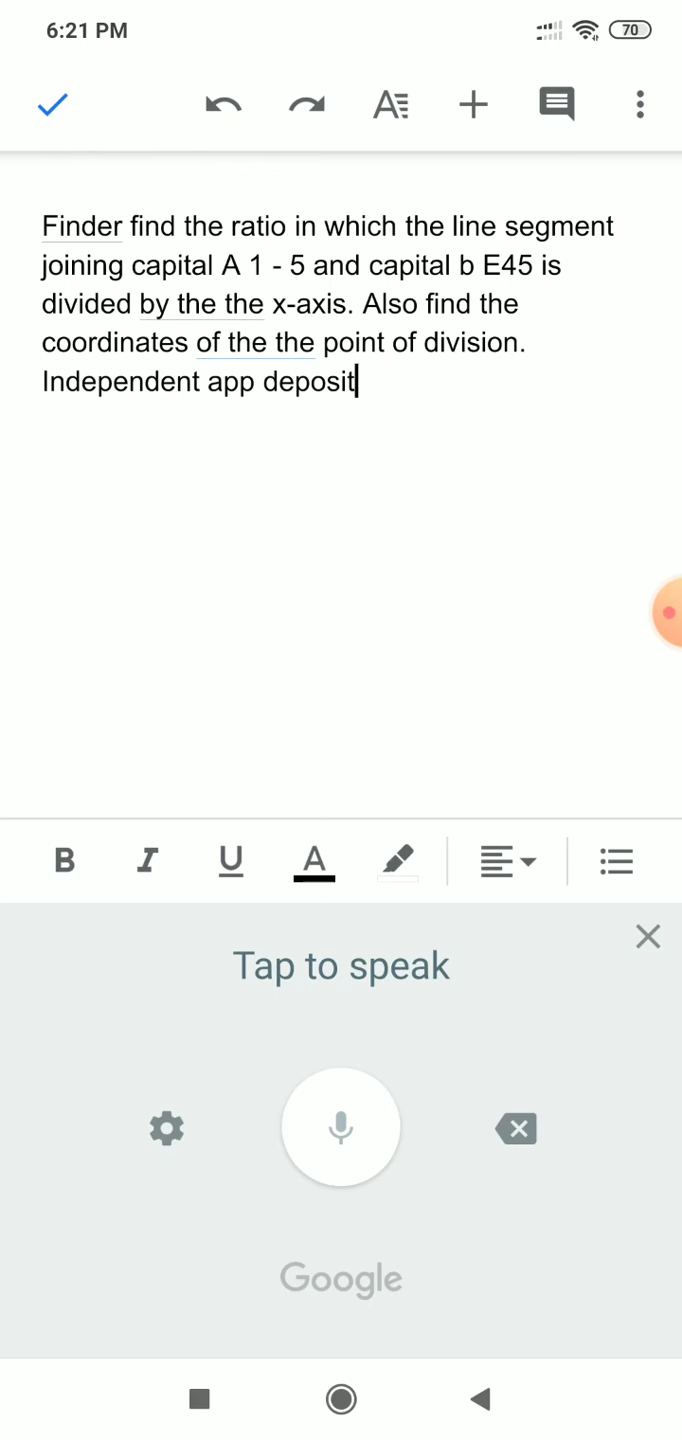 6:21 PM
70
Finder find the ratio in which the line segment
joining capital A 1 - 5 and capital b E45 is
divided by the the x-axis. Also find the
coordinates of the the point of division.
Independent app deposit
B I U A
Tap to speak
Google